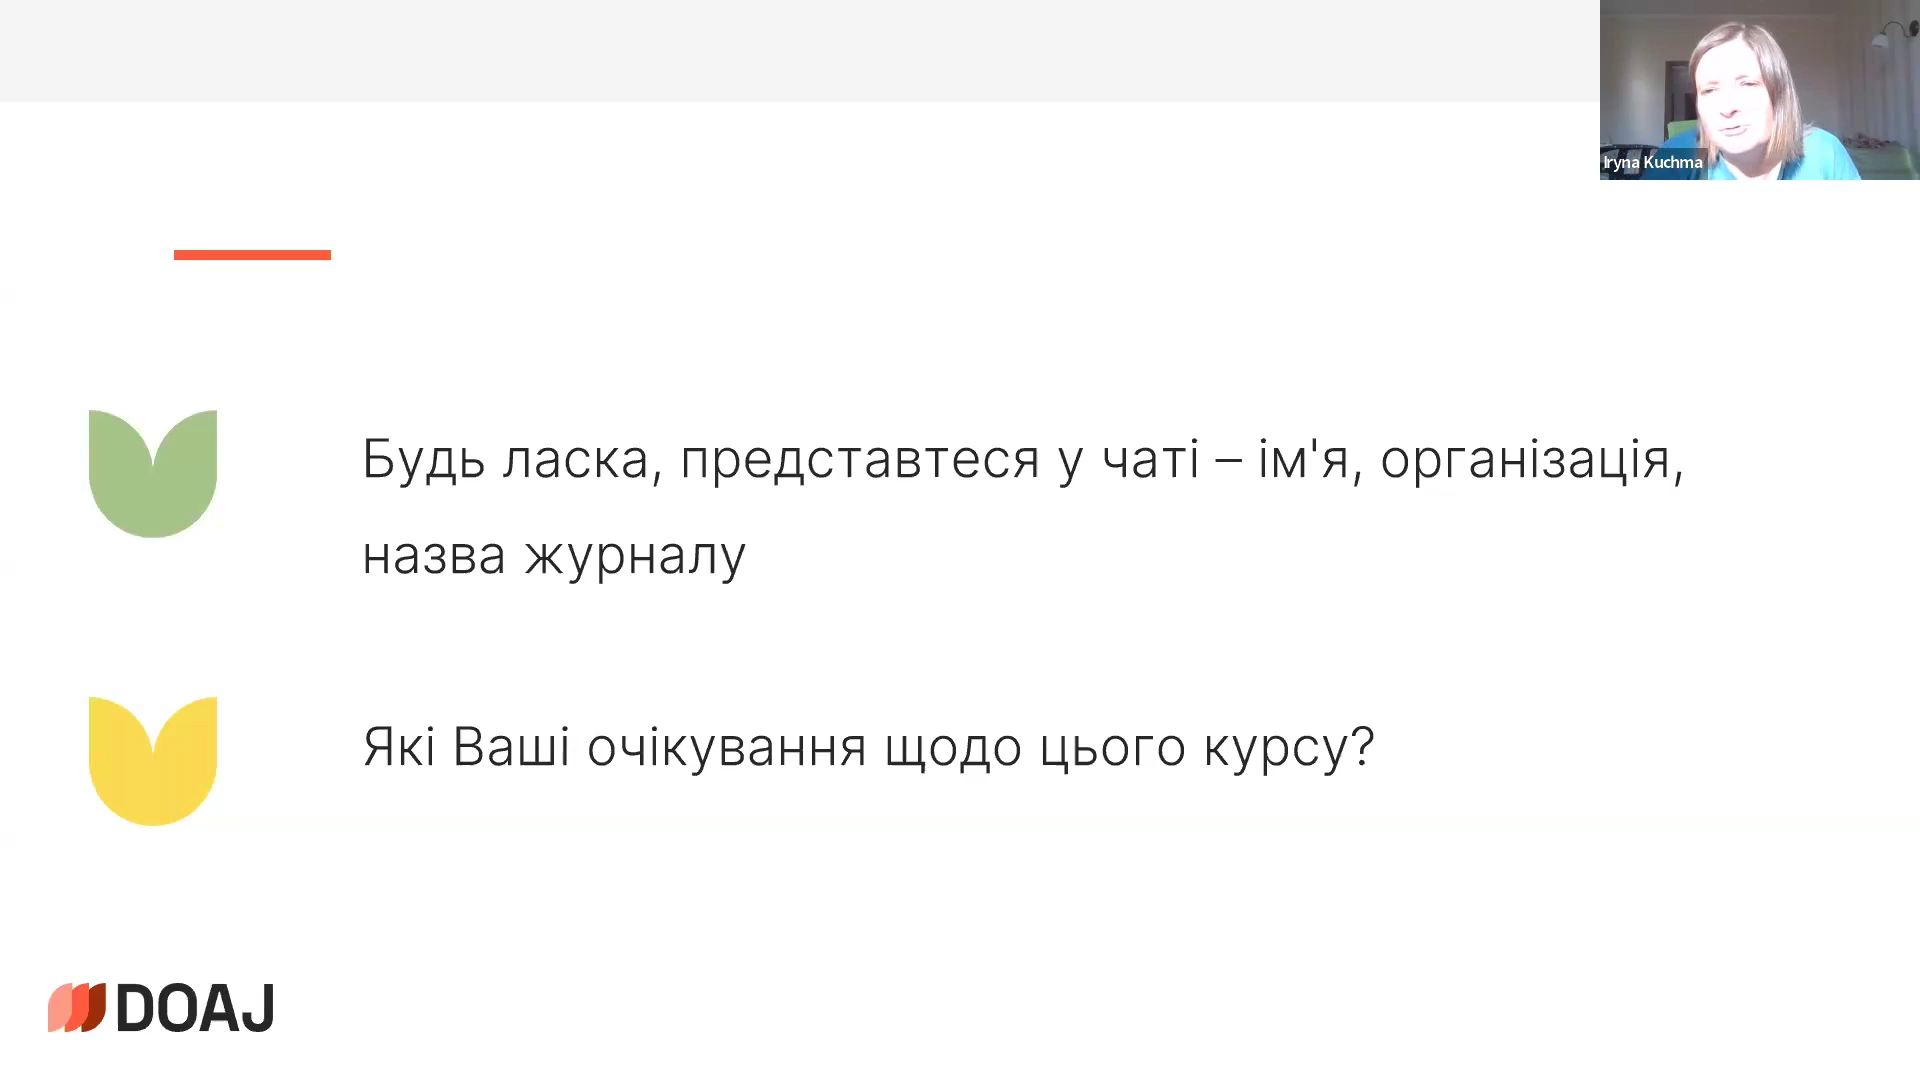 Iryna Kuchma
Будь ласка, представтеся у чаті – ім'я, організація,
назва журналу
Які Ваші очікування щодо цього курсу?
DOAJ